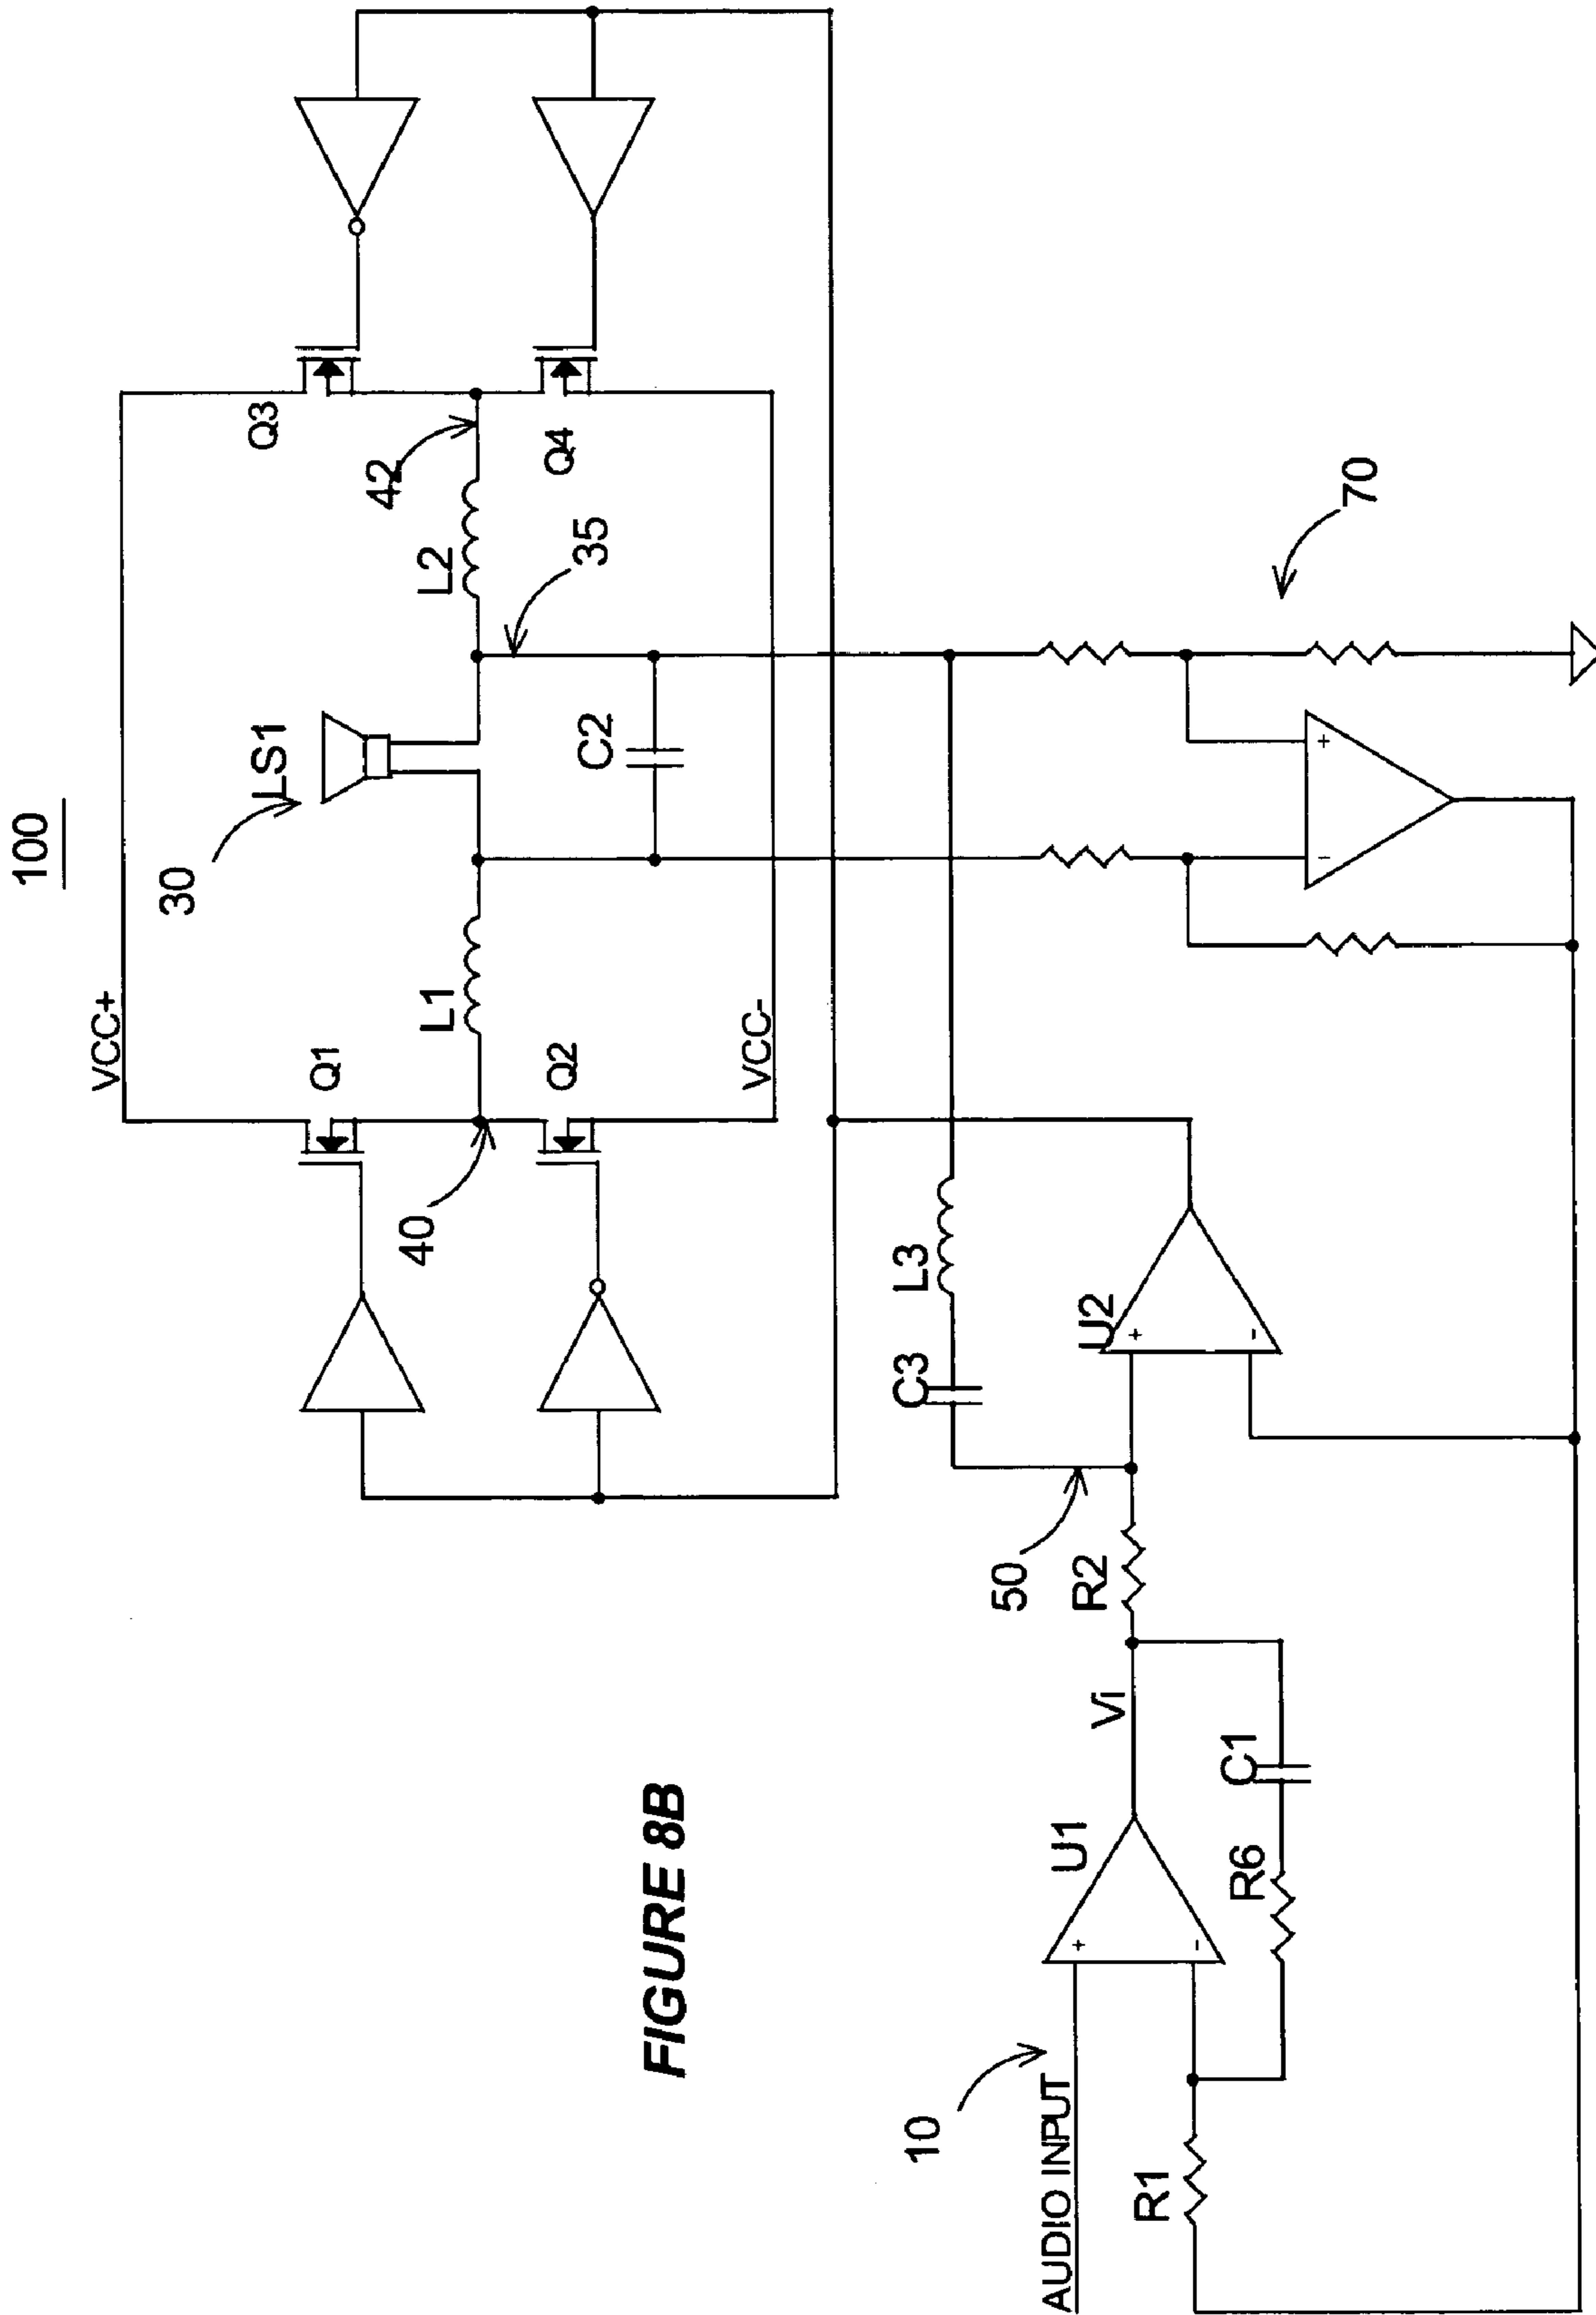 100
VCC+
30
LS1
Q1
Q3
40
L1
L2
42
Q2
Q4
35
C2
VCC-
C3
L3
50
R2
U2
+
-
-
+
70
FIGURE 8B
10
AUDIO INPUT
U1
+
-
Vi
R1
R6
C1